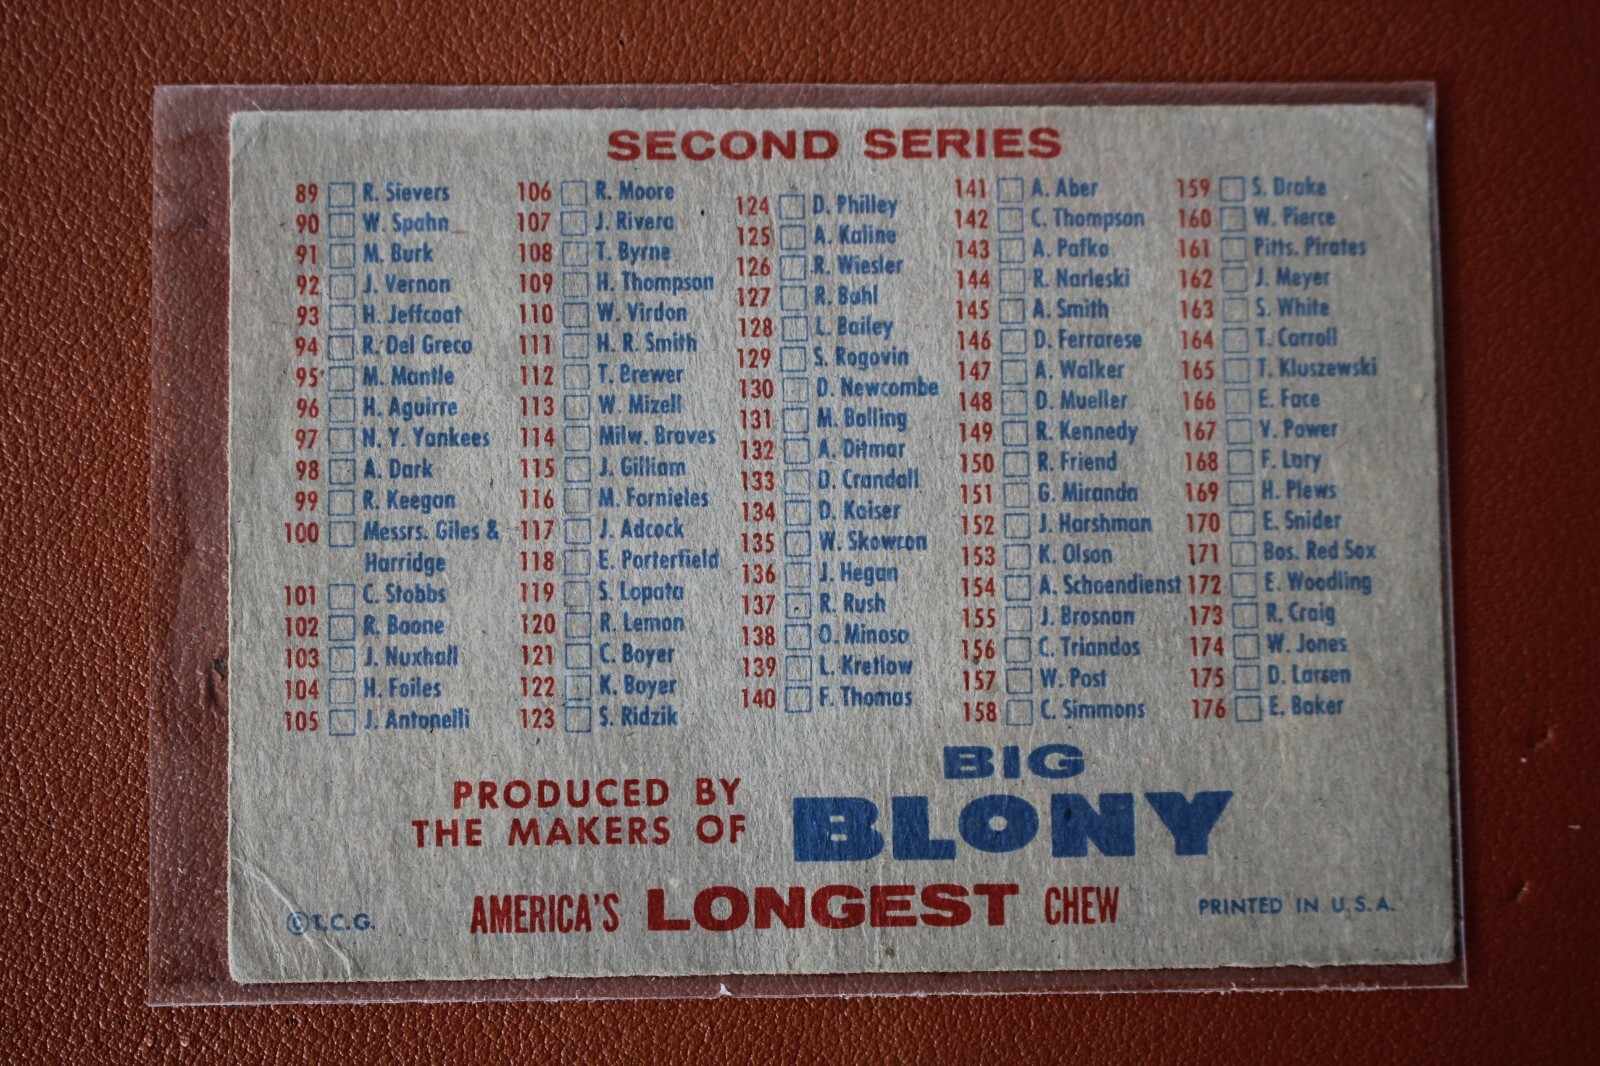 SECOND SERIES
89 R. Sievers
90 W. Spahn
91 M. Burk
92 J. Vernon
93 H. Jeffcoat
94 R. Del Greco
95 M. Mantle
96 H. Aguirre
97 N. Y. Yankees
98 A. Dark
99 R. Keegan
100 Messrs. Giles &
Harridge
101 C. Stobbs
102 R. Boone
103 J. Nuxhall
104 H. Foiles
105 J. Antonelli
106 R. Moore
107 J. Rivera
108 T. Byrne
109 H. Thompson
110 W. Virdon
111 H. R. Smith
112 T. Brewer
113 W. Mizell
114 Milw. Braves
115 J. Gilliam
116 M. Fornieles
117 J. Adcock
118 E. Porterfield
119 S. Lopata
120 R. Lemon
121 C. Boyer
122 K. Boyer
123 S. Ridzik
124 D. Philley
125 A. Kaline
126 R. Wiesler
127 R. Buhl
128 L. Bailey
129 S. Rogovin
130 D. Newcombe
131 M. Bolling
132 A. Ditmar
133 D. Crandall
134 D. Kaiser
135 W. Skowron
136 J. Hegan
137 R. Rush
138 O. Minoso
139 L. Kretlow
140 F. Thomas
141 A. Aber
142 C. Thompson
143 A. Pafko
144 R. Narleski
145 A. Smith
146 D. Ferrarese
147 A. Walker
148 D. Mueller
149 R. Kennedy
150 R. Friend
151 G. Miranda
152 J. Harshman
153 K. Olson
154 A. Schoendienst
155 J. Brosnan
156 C. Triandos
157 W. Post
158 C. Simmons
159 S. Drake
160 W. Pierce
161 Pitts. Pirates
162 J. Meyer
163 S. White
164 T. Carroll
165 T. Kluszewski
166 E. Face
167 V. Power
168 F. Lary
169 H. Plews
170 E. Snider
171 Bos. Red Sox
172 E. Woodling
173 R. Craig
174 W. Jones
175 D. Larsen
176 E. Baker
PRODUCED BY
THE MAKERS OF
BIG
BLONY
AMERICA'S LONGEST CHEW
© T.C.G.
PRINTED IN U.S.A.